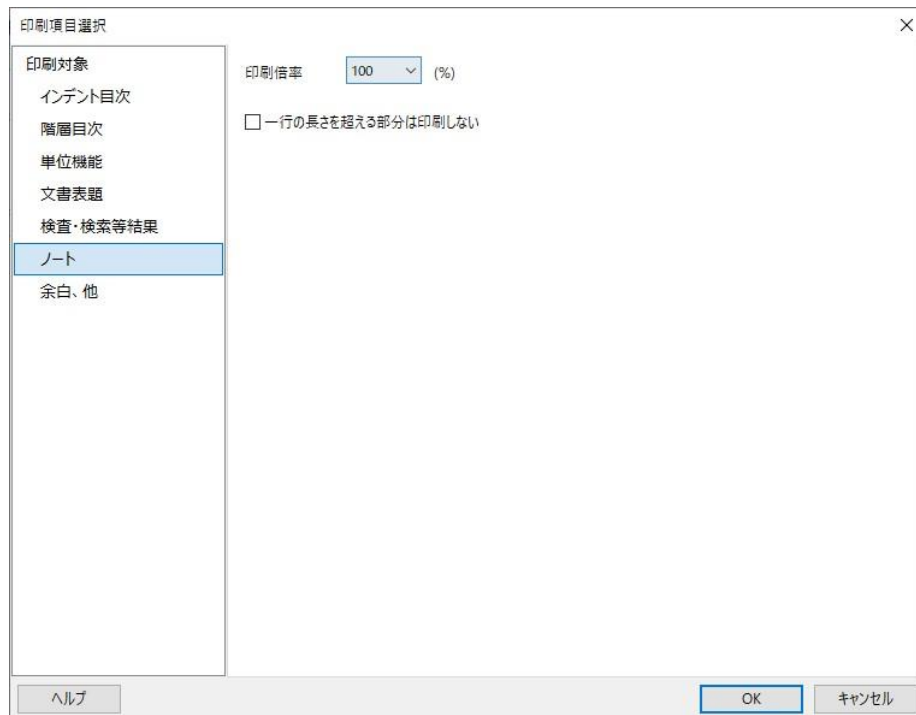 印刷項目選択
印刷対象
インデント目次
階層目次
単位機能
文書表題
検査・検索等結果
ノート
余白、他
印刷倍率 100 (%)
一行の長さを超える部分は印刷しない
ヘルプ OK キャンセル